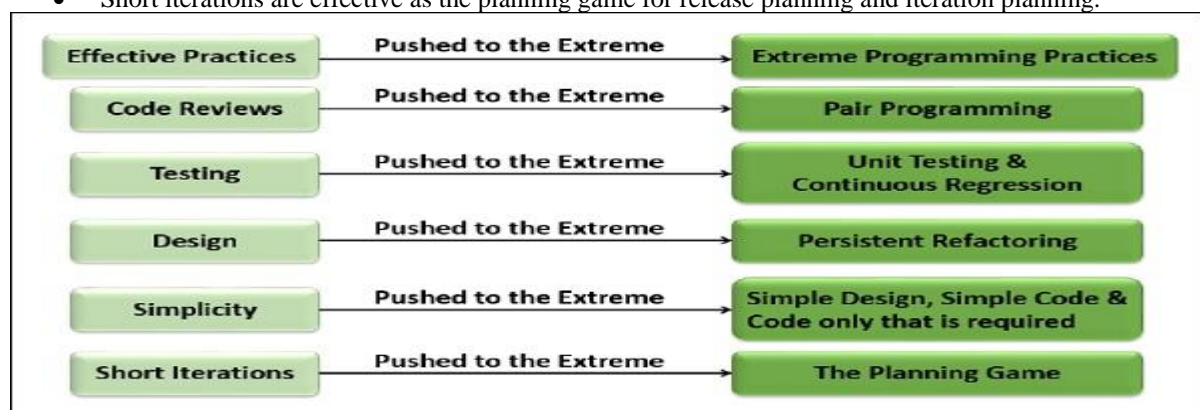 • Short iterations are effective as the planning game for release planning and iteration planning.
Effective Practices Pushed to the Extreme Extreme Programming Practices
Code Reviews Pushed to the Extreme Pair Programming
Testing Pushed to the Extreme Unit Testing &
Continuous Regression
Design Pushed to the Extreme Persistent Refactoring
Simplicity Pushed to the Extreme Simple Design, Simple Code &
Code only that is required
Short Iterations Pushed to the Extreme The Planning Game